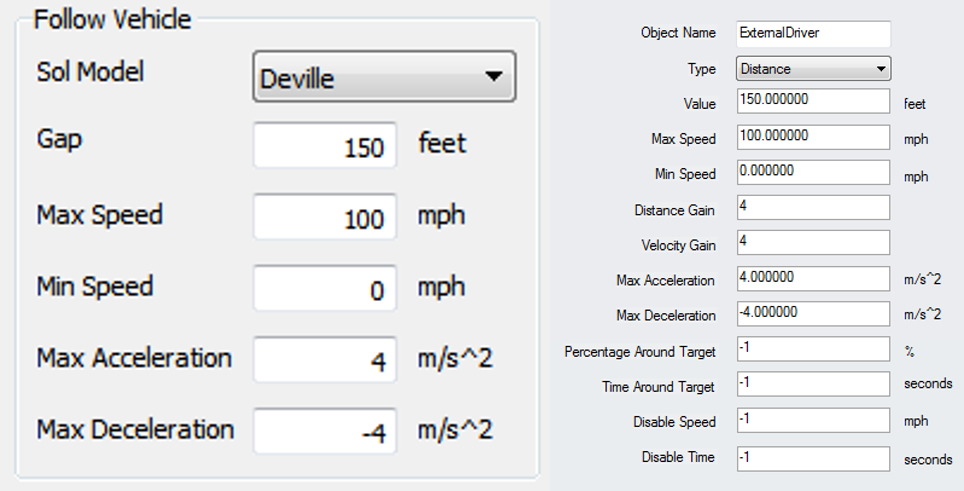 Follow Vehicle
Sol Model Deville
Gap 150 feet
Max Speed 100 mph
Min Speed 0 mph
Max Acceleration 4 m/s^2
Max Deceleration -4 m/s^2
Object Name ExternalDriver
Type Distance
Value 150.000000 feet
Max Speed 100.000000 mph
Min Speed 0.000000 mph
Distance Gain 4
Velocity Gain 4
Max Acceleration 4.000000 m/s^2
Max Deceleration -4.000000 m/s^2
Percentage Around Target -1 %
Time Around Target -1 seconds
Disable Speed -1 mph
Disable Time -1 seconds